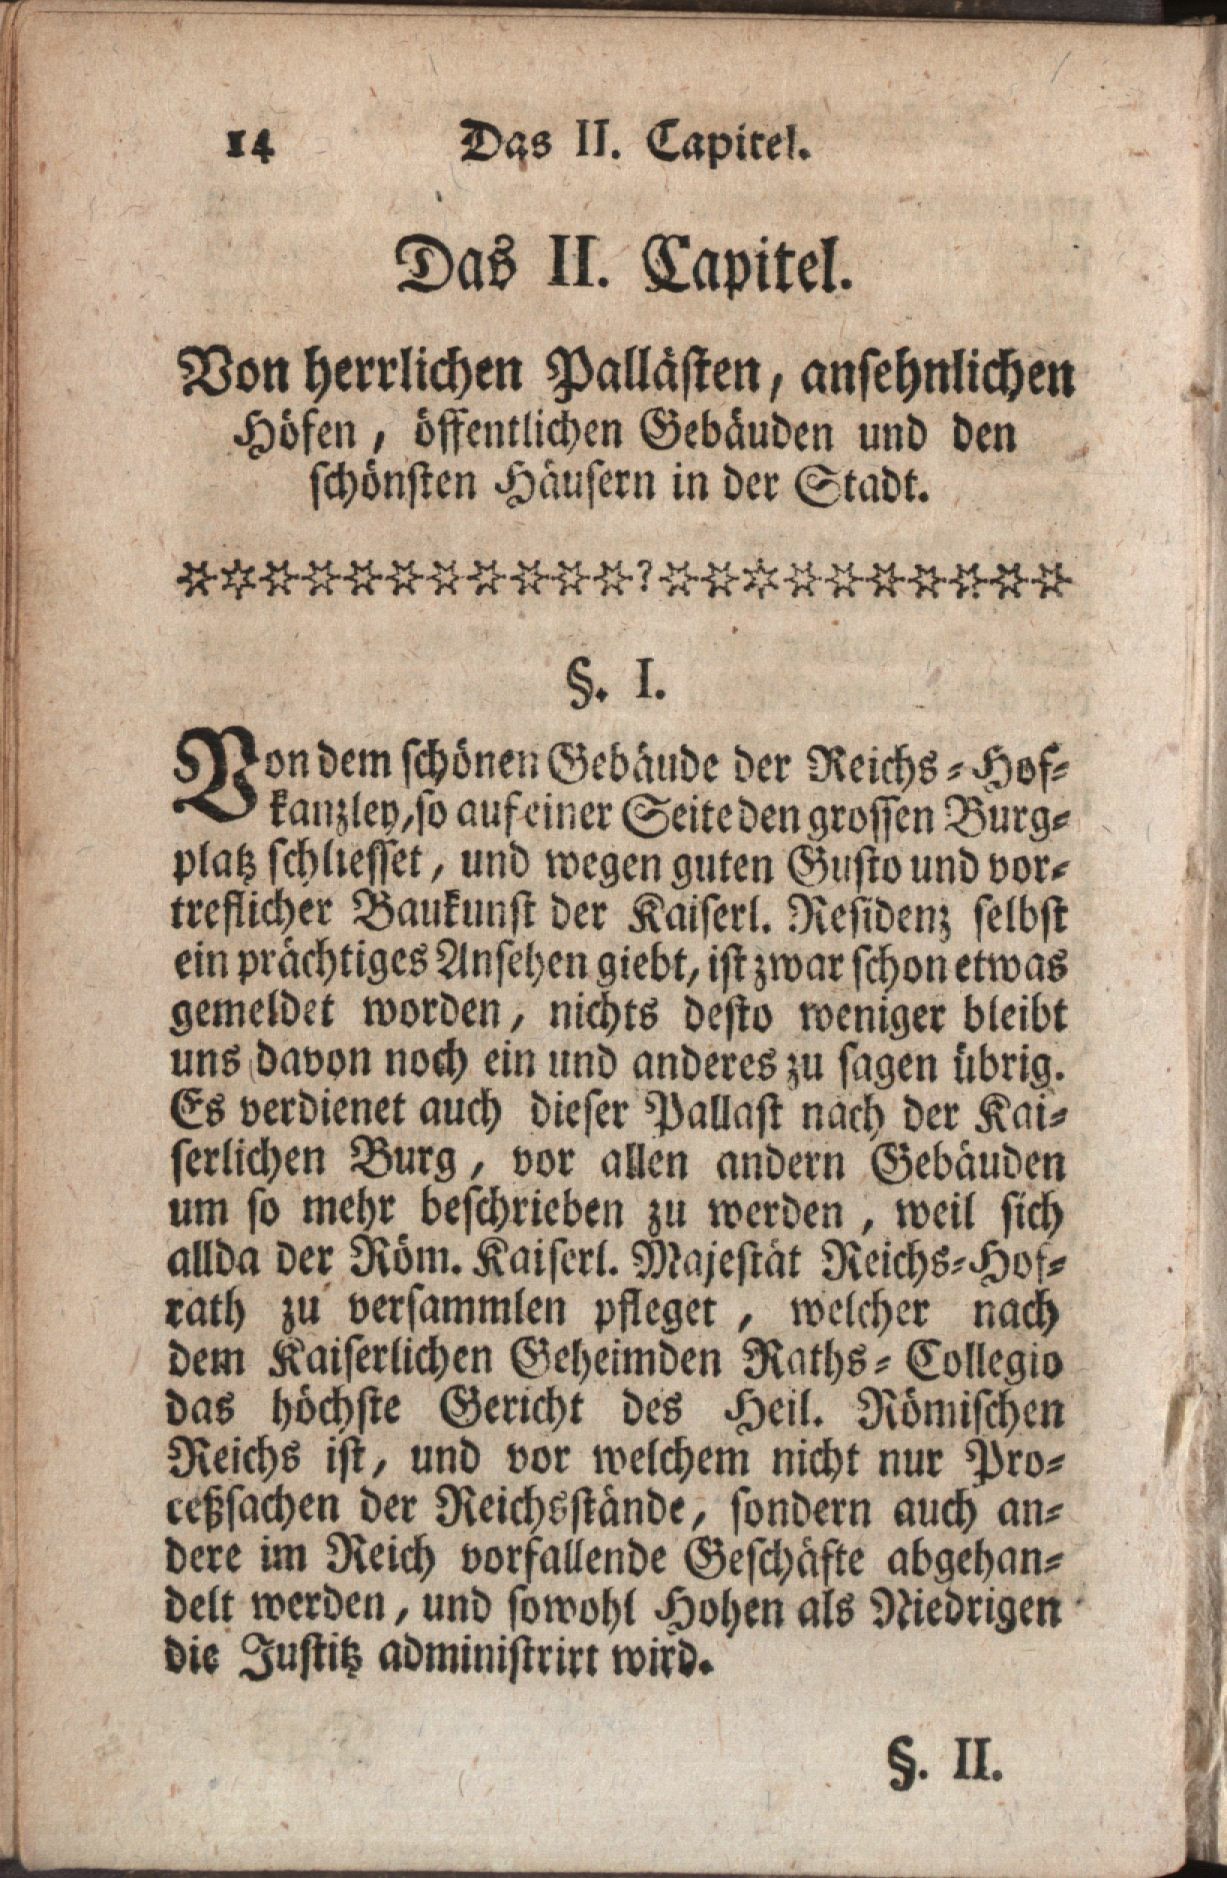 14 Das II. Capitel.
Das II. Capitel.
Von herrlichen Pallästen, ansehnlichen
Höfen, öffentlichen Gebäuden und den
schönsten Häusern in der Stadt.
§. I.
Von dem schönen Gebäude der Reichs-Hof-
kanzley, so auf einer Seite den grossen Burg-
platz schliesset, und wegen guten Gusto und vor-
treflicher Baukunst der Kaiserl. Residenz selbst
ein prächtiges Ansehen giebt, ist zwar schon etwas
gemeldet worden, nichts desto weniger bleibt
uns davon noch ein und anderes zu sagen übrig.
Es verdienet auch dieser Pallast nach der Kai-
serlichen Burg, vor allen andern Gebäuden
um so mehr beschrieben zu werden, weil sich
allda der Röm. Kaiserl. Majestät Reichs-Hof-
rath zu versammlen pfleget, welcher nach
dem Kaiserlichen Geheimden Raths-Collegio
das höchste Gericht des Heil. Römischen
Reichs ist, und vor welchem nicht nur Pro-
ceßsachen der Reichsstände, sondern auch an-
dere im Reich vorfallende Geschäfte abgehan-
delt werden, und sowohl Hohen als Niedrigen
die Justitz administrirt wird.
§. II.